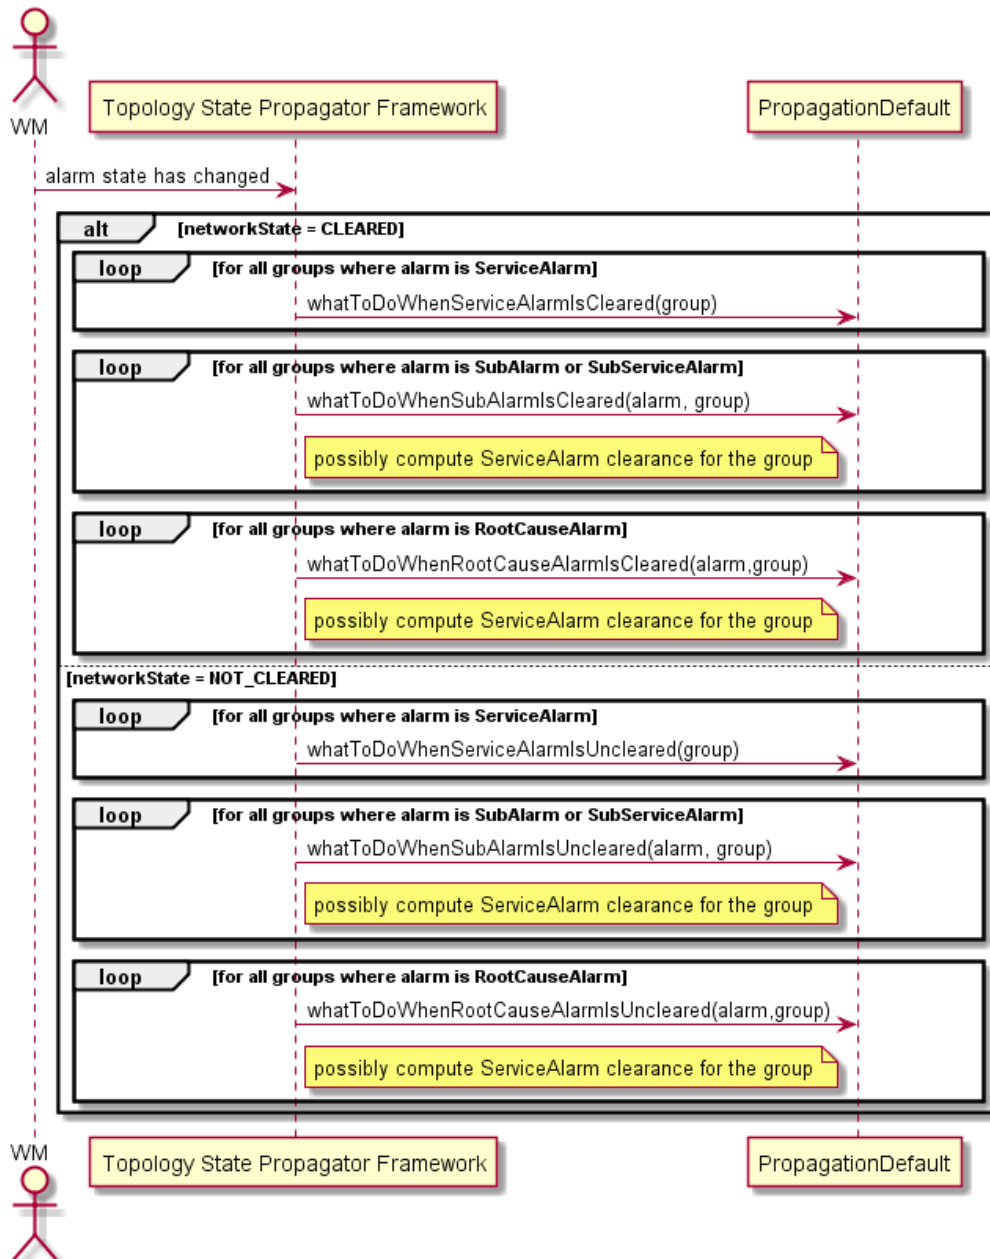 WM
Topology State Propagator Framework
PropagationDefault
alarm state has changed
alt [networkState = CLEARED]
loop [for all groups where alarm is ServiceAlarm]
whatToDoWhenServiceAlarmIsCleared(group)
loop [for all groups where alarm is SubAlarm or SubServiceAlarm]
whatToDoWhenSubAlarmIsCleared(alarm, group)
possibly compute ServiceAlarm clearance for the group
loop [for all groups where alarm is RootCauseAlarm]
whatToDoWhenRootCauseAlarmIsCleared(alarm,group)
possibly compute ServiceAlarm clearance for the group
[networkState = NOT_CLEARED]
loop [for all groups where alarm is ServiceAlarm]
whatToDoWhenServiceAlarmIsUncleared(group)
loop [for all groups where alarm is SubAlarm or SubServiceAlarm]
whatToDoWhenSubAlarmIsUncleared(alarm, group)
possibly compute ServiceAlarm clearance for the group
loop [for all groups where alarm is RootCauseAlarm]
whatToDoWhenRootCauseAlarmIsUncleared(alarm,group)
possibly compute ServiceAlarm clearance for the group
WM
Topology State Propagator Framework
PropagationDefault